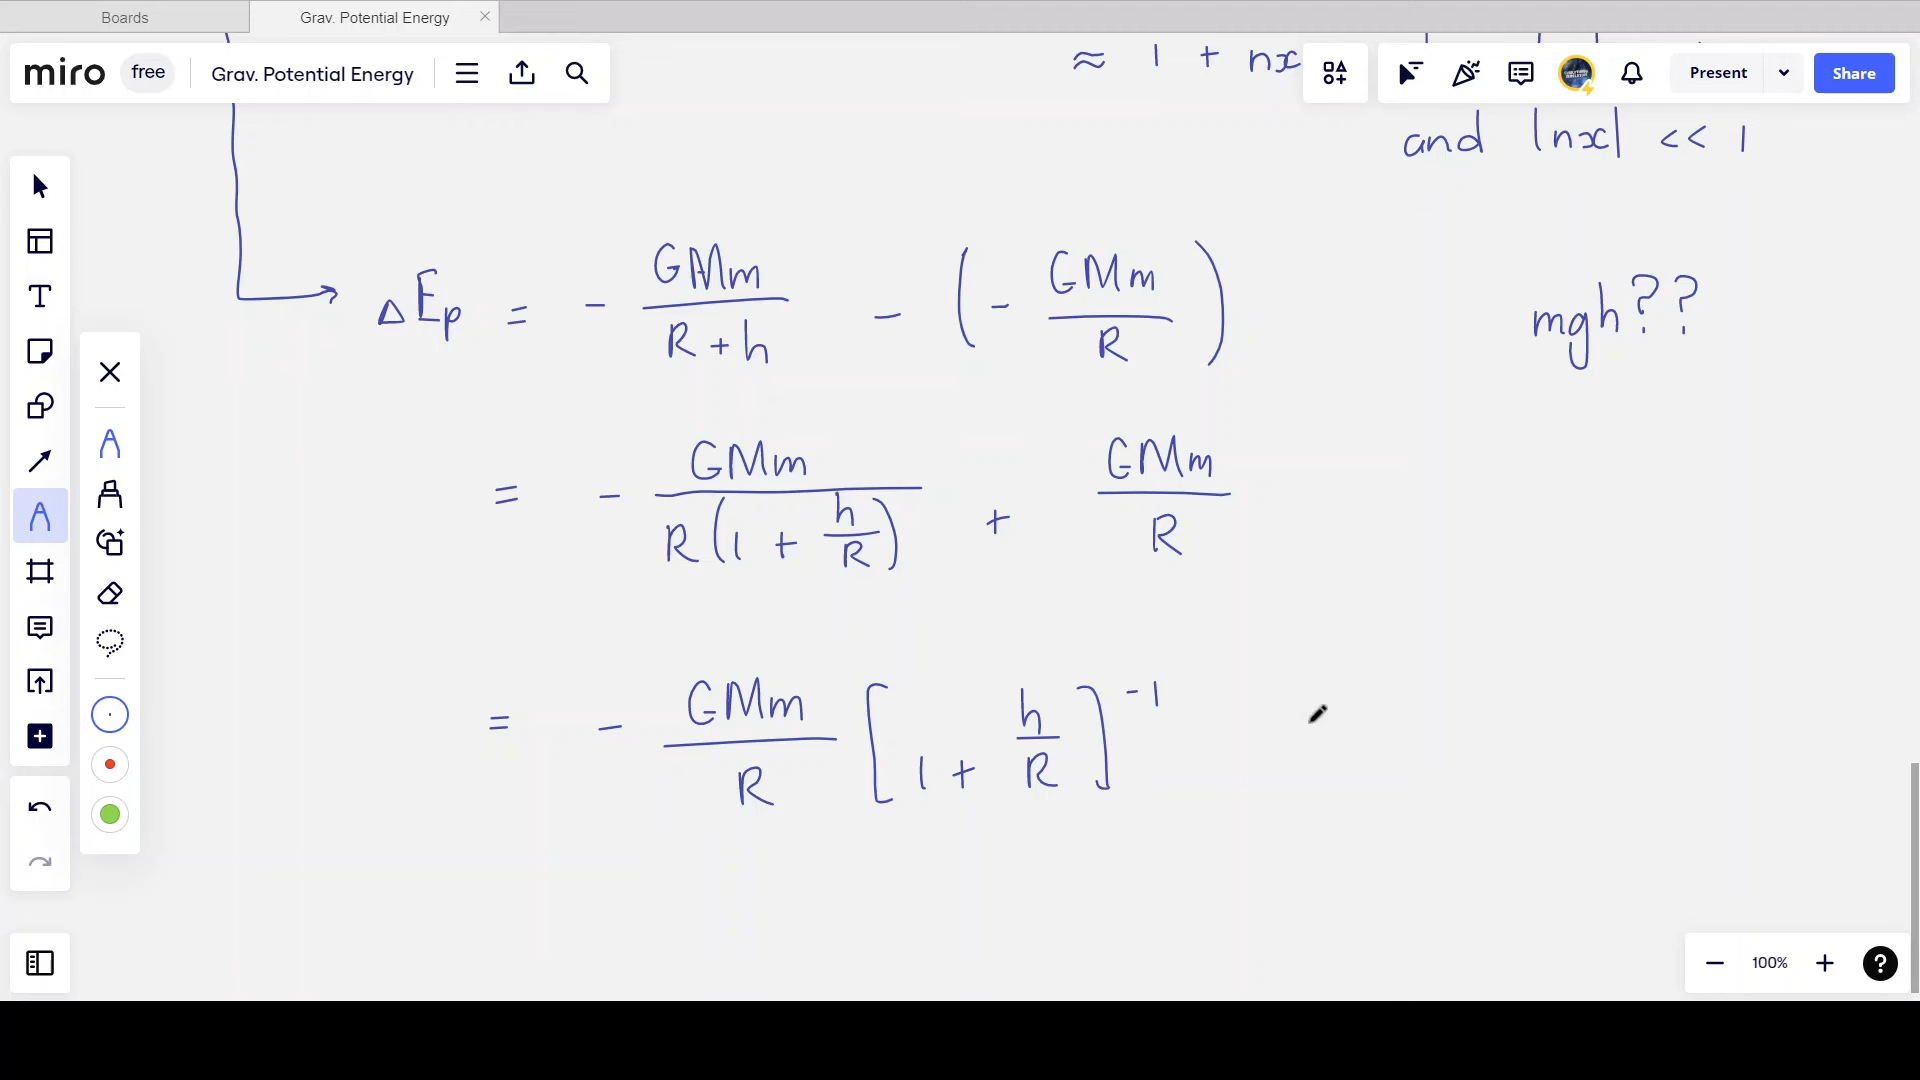 Boards
Grav. Potential Energy
miro free Grav. Potential Energy
Present Share
≈ 1 + nx
and |nx| << 1
ΔEp = - GMm / (R + h) - (- GMm / R)
mgh??
= - GMm / R(1 + h/R) + GMm / R
= - GMm / R [1 + h/R]^-1
100%